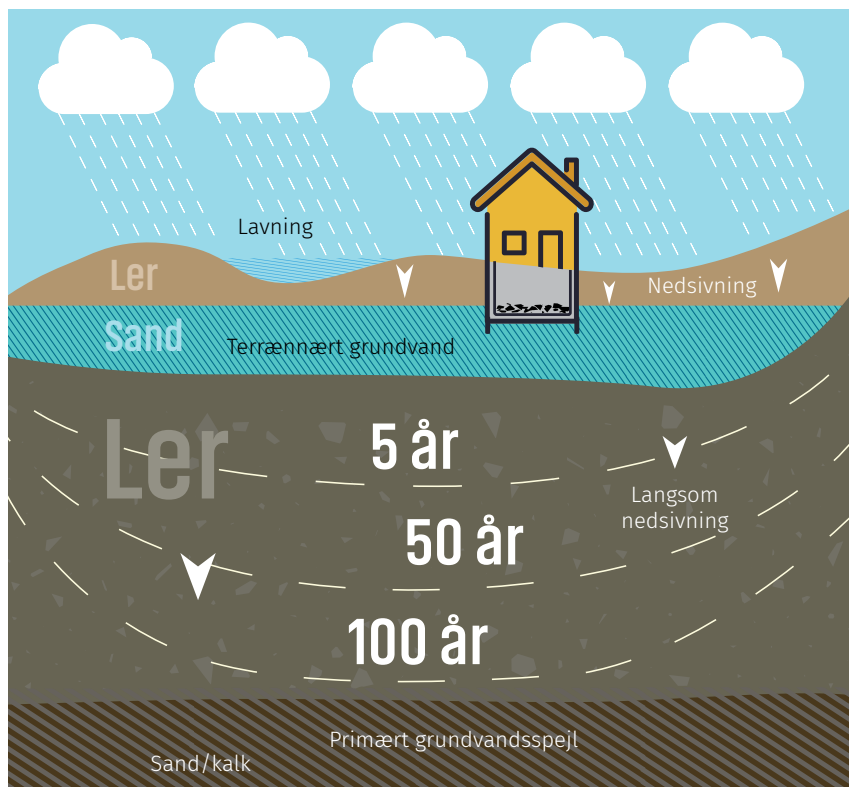 Lavning
Ler
Nedsivning
Sand
Terrænnært grundvand
Ler
5 år
Langsom
nedsivning
50 år
100 år
Primært grundvandsspejl
Sand/kalk